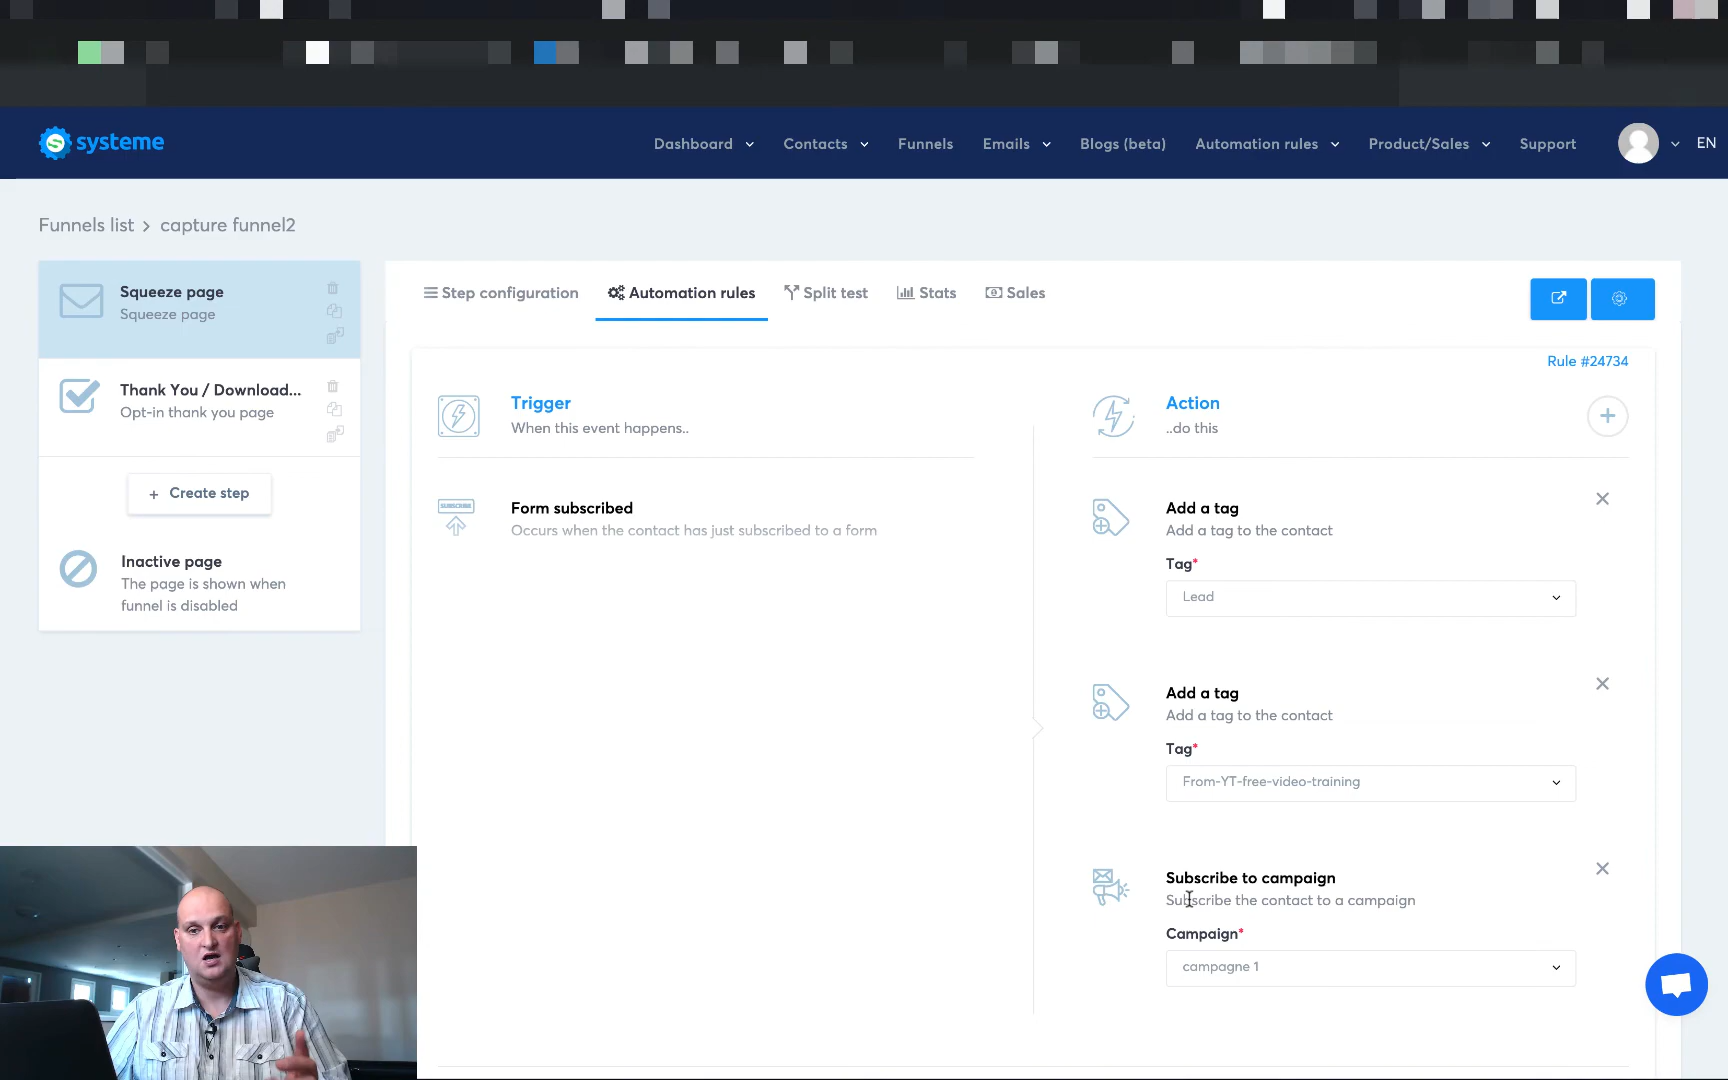 systeme
Dashboard
Contacts
Funnels
Emails
Blogs (beta)
Automation rules
Product/Sales
Support
EN
Funnels list > capture funnel2
Squeeze page
Squeeze page
Thank You / Download...
Opt-in thank you page
+ Create step
Inactive page
The page is shown when
funnel is disabled
Step configuration
Automation rules
Split test
Stats
Sales
Rule #24734
Trigger
When this event happens..
SUBSCRIBE
Form subscribed
Occurs when the contact has just subscribed to a form
Action
..do this
Add a tag
Add a tag to the contact
Tag*
Lead
Add a tag
Add a tag to the contact
Tag*
From-YT-free-video-training
Subscribe to campaign
Subscribe the contact to a campaign
Campaign*
campagne 1